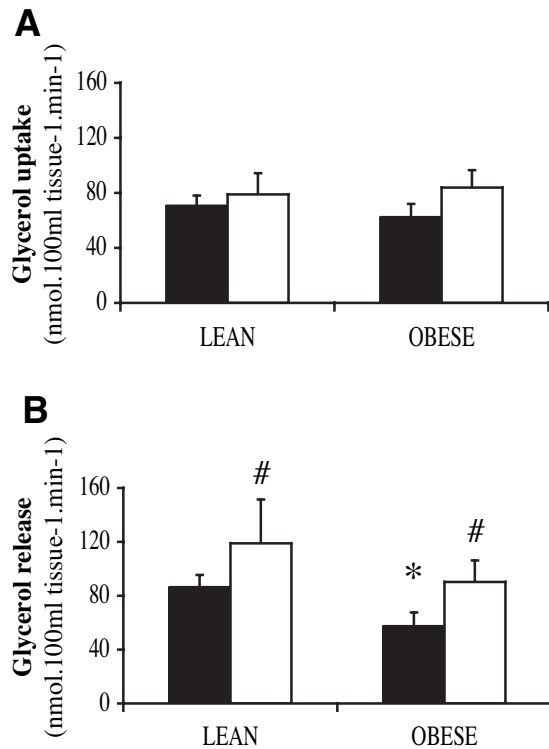 A
Glycerol uptake
(nmol.100ml tissue-1.min-1)
160
120
80
40
0
LEAN OBESE
B
Glycerol release
(nmol.100ml tissue-1.min-1)
160
120
80
40
0
#
*
#
LEAN OBESE